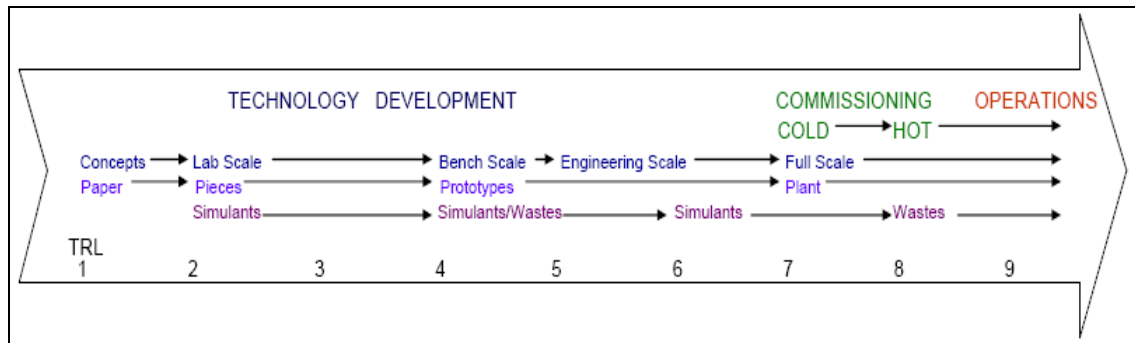 TECHNOLOGY DEVELOPMENT COMMISSIONING OPERATIONS
COLD HOT
Concepts Lab Scale Bench Scale Engineering Scale Full Scale
Paper Pieces Prototypes Plant
Simulants Simulants/Wastes Simulants Wastes
TRL
1 2 3 4 5 6 7 8 9